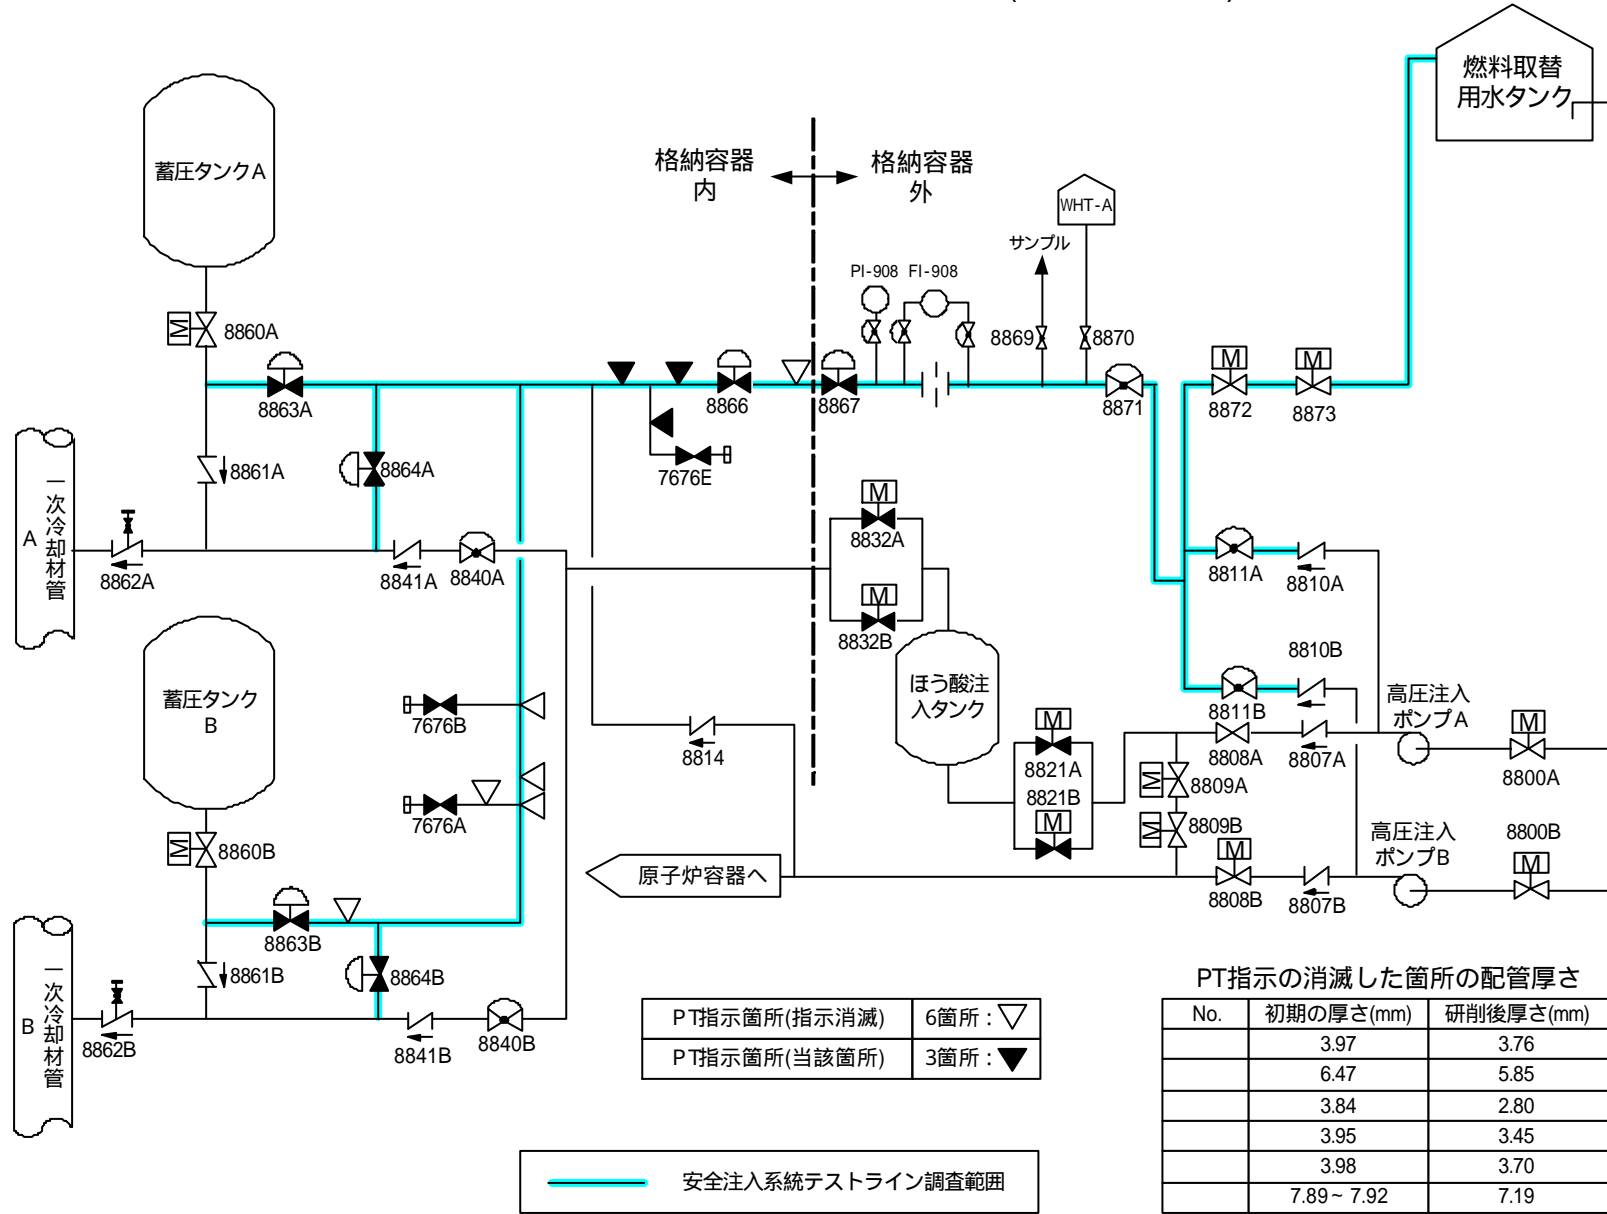 燃料取替
用水タンク
蓄圧タンクA
格納容器
内
格納容器
外
WHT-A
サンプル
PI-908 FI-908
8860A
8869
8870
8863A
8866
8867
8871
8872
8873
8861A
8864A
7676E
A
一次冷却材管
M
8832A
8862A
8841A
8840A
8811A
8810A
M
8832B
8810B
蓄圧タンク
B
ほう酸注
入タンク
高圧注入
ポンプA
7676B
8811B
8814
M
8821A
8808A
8807A
M
8800A
8821B
M
8809A
7676A
M
8809B
高圧注入
ポンプB
8800B
M
8860B
原子炉容器へ
M
8808B
8807B
M
8863B
8861B
8864B
B
一次冷却材管
8862B
8841B
8840B
PT指示箇所(指示消滅) 6箇所:▽
PT指示箇所(当該箇所) 3箇所:▼
安全注入系統テストライン調査範囲
PT指示の消滅した箇所の配管厚さ
No. 初期の厚さ(mm) 研削後厚さ(mm)
3.97 3.76
6.47 5.85
3.84 2.80
3.95 3.45
3.98 3.70
7.89~7.92 7.19